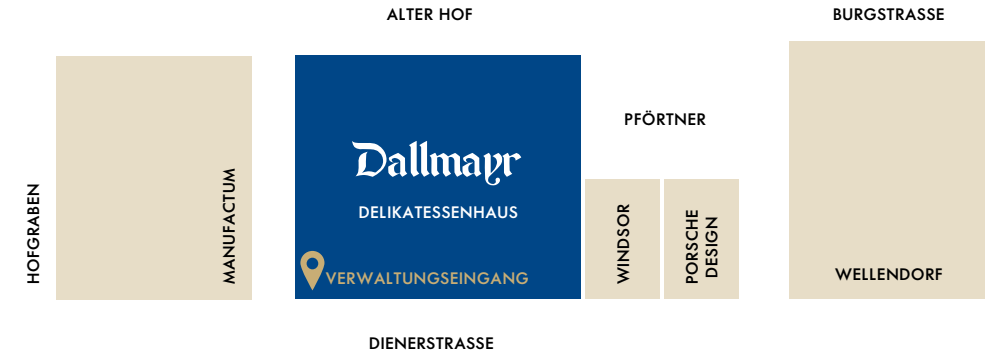 ALTER HOF
BURGSTRASSE
HOFGRABEN
MANUFACTUM
Dallmayr
DELIKATESSENHAUS
VERWALTUNGSEINGANG
PFÖRTNER
WINDSOR
PORSCHE
DESIGN
WELLENDORF
DIENERSTRASSE